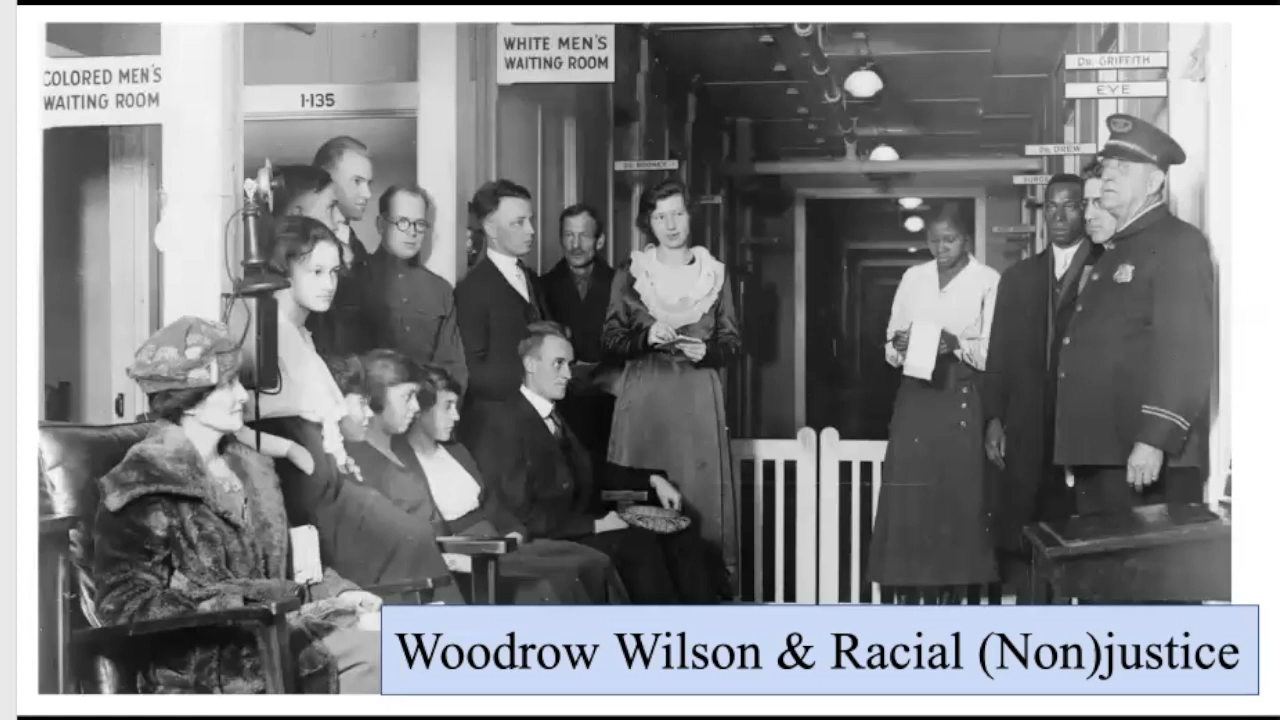 COLORED MEN'S
WAITING ROOM
1-135
WHITE MEN'S
WAITING ROOM
DR. GRIFFITH
EYE
DR. DREW
Woodrow Wilson & Racial (Non)justice